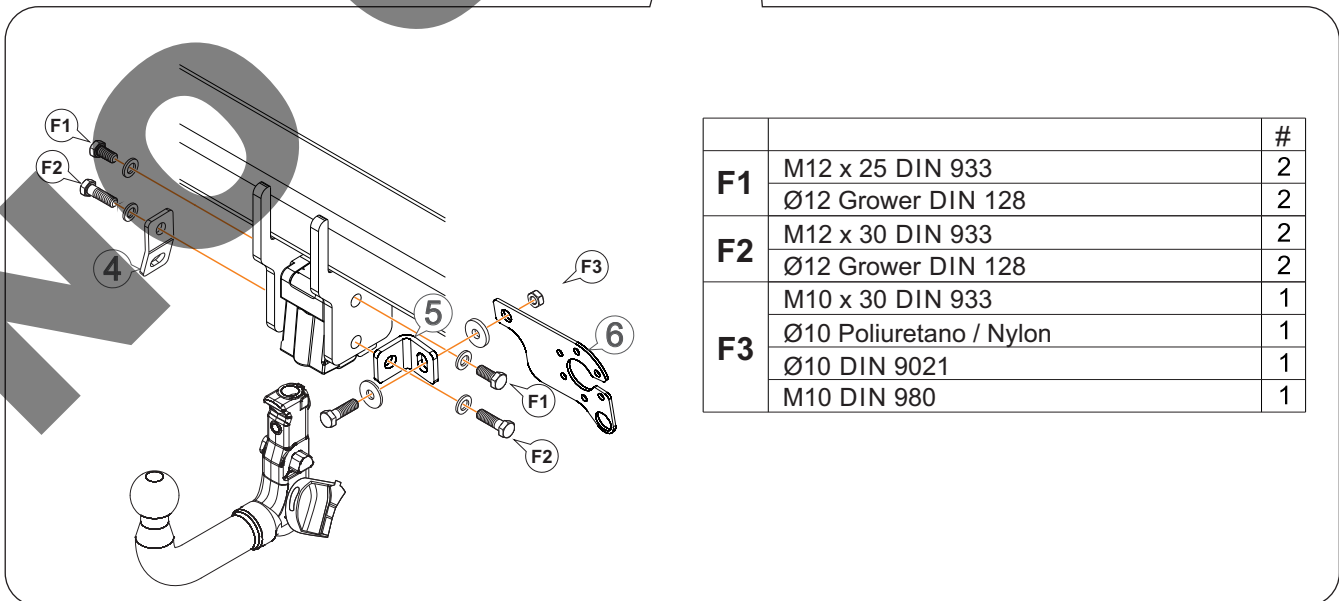 F1
F2
4
F3
5
6
F1
F2
#
F1
M12 x 25 DIN 933 2
Ø12 Grower DIN 128 2
F2
M12 x 30 DIN 933 2
Ø12 Grower DIN 128 2
F3
M10 x 30 DIN 933 1
Ø10 Poliuretano / Nylon 1
Ø10 DIN 9021 1
M10 DIN 980 1